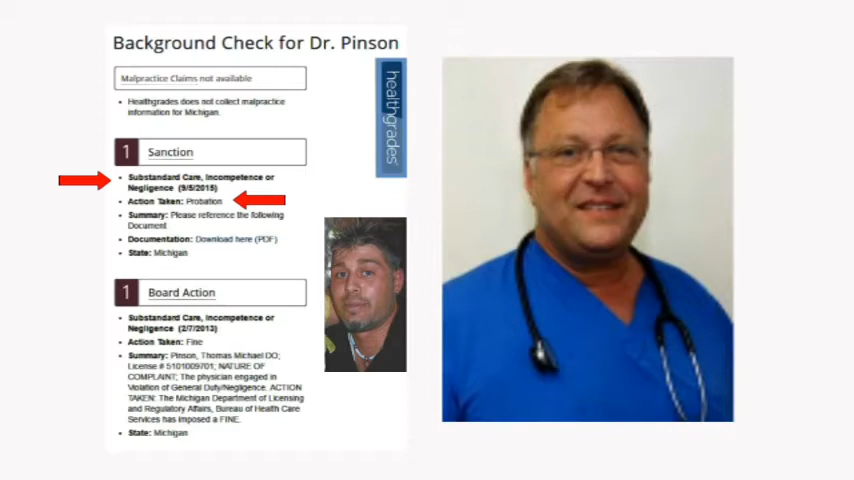 Background Check for Dr. Pinson
Malpractice Claims not available
• Healthgrades does not collect malpractice
information for Michigan.
healthgrades
1 Sanction
• Substandard Care, Incompetence or
Negligence (9/5/2015)
• Action Taken: Probation
• Summary: Please reference the following
Document
• Documentation: Download here (PDF)
• State: Michigan
1 Board Action
• Substandard Care, Incompetence or
Negligence (2/7/2013)
• Action Taken: Fine
• Summary: Pinson, Thomas Michael DO;
License # 5101009701; NATURE OF
COMPLAINT; The physician engaged in
Violation of General Duty/Negligence. ACTION
TAKEN: The Michigan Department of Licensing
and Regulatory Affairs, Bureau of Health Care
Services has imposed a FINE.
• State: Michigan